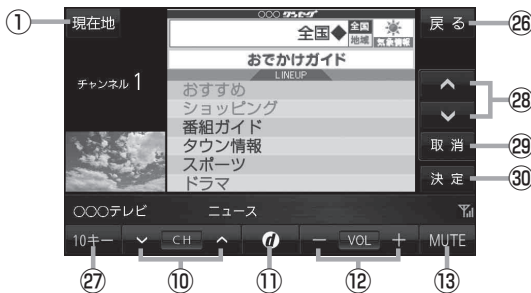 ① 現在地
○○○ ワンセグ
全国◆ 全国 地域 気象情報
戻る ㉖
おでかけガイド
LINEUP
チャンネル 1
おすすめ
ショッピング
番組ガイド
タウン情報
スポーツ
ドラマ
㉘
取消 ㉙
決定 ㉚
○○○テレビ ニュース
10キー CH d － VOL ＋ MUTE
㉗ ⑩ ⑪ ⑫ ⑬